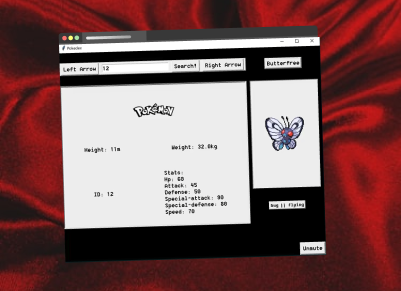 Pokedex
Left Arrow
12
Search!
Right Arrow
Butterfree
POKéMON
Height: 11m
Weight: 32.0kg
ID: 12
Stats:
Hp: 60
Attack: 45
Defense: 50
Special-attack: 90
Special-defense: 80
Speed: 70
bug || flying
Unmute